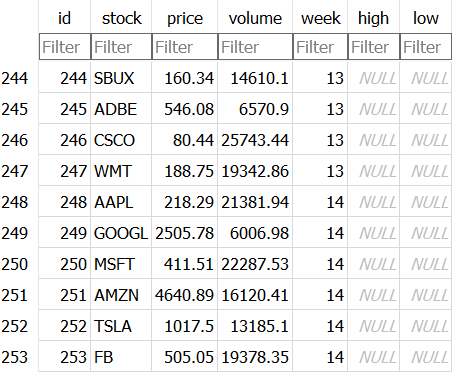 id stock price volume week high low
Filter Filter Filter Filter Filter Filter Filter
244 244 SBUX 160.34 14610.1 13 NULL NULL
245 245 ADBE 546.08 6570.9 13 NULL NULL
246 246 CSCO 80.44 25743.44 13 NULL NULL
247 247 WMT 188.75 19342.86 13 NULL NULL
248 248 AAPL 218.29 21381.94 14 NULL NULL
249 249 GOOGL 2505.78 6006.98 14 NULL NULL
250 250 MSFT 411.51 22287.53 14 NULL NULL
251 251 AMZN 4640.89 16120.41 14 NULL NULL
252 252 TSLA 1017.5 13185.1 14 NULL NULL
253 253 FB 505.05 19378.35 14 NULL NULL